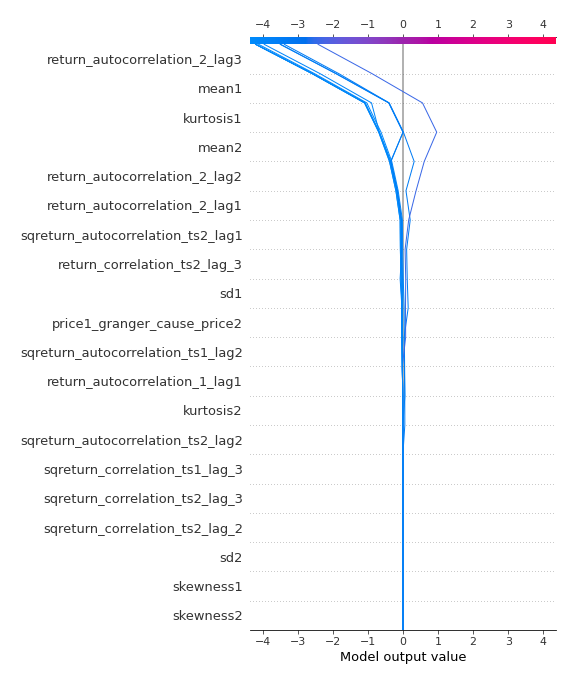 −4 −3 −2 −1 0 1 2 3 4
return_autocorrelation_2_lag3
mean1
kurtosis1
mean2
return_autocorrelation_2_lag2
return_autocorrelation_2_lag1
sqreturn_autocorrelation_ts2_lag1
return_correlation_ts2_lag_3
sd1
price1_granger_cause_price2
sqreturn_autocorrelation_ts1_lag2
return_autocorrelation_1_lag1
kurtosis2
sqreturn_autocorrelation_ts2_lag2
sqreturn_correlation_ts1_lag_3
sqreturn_correlation_ts2_lag_3
sqreturn_correlation_ts2_lag_2
sd2
skewness1
skewness2
−4 −3 −2 −1 0 1 2 3 4
Model output value